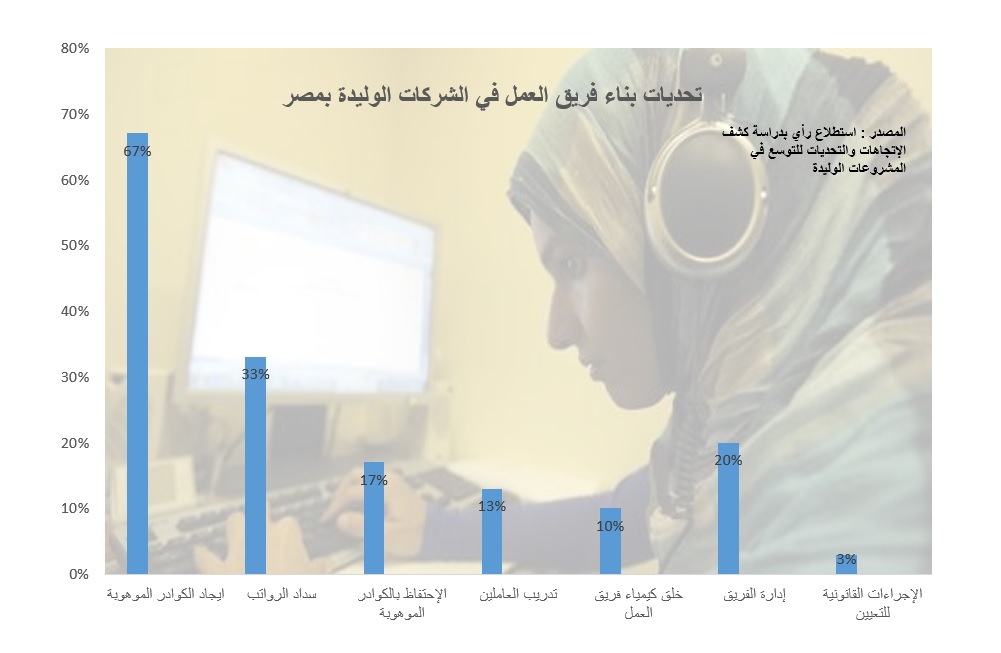 تحديات بناء فريق العمل في الشركات الوليدة بمصر
المصدر : استطلاع رأي بدراسة كشف
الإتجاهات والتحديات للتوسع في
المشروعات الوليدة
80%
70%
60%
50%
40%
30%
20%
10%
0%
67%
33%
17%
13%
10%
20%
3%
ايجاد الكوادر الموهوبة
سداد الرواتب
الإحتفاظ بالكوادر
الموهوبة
تدريب العاملين
خلق كيمياء فريق
العمل
إدارة الفريق
الإجراءات القانونية
للتعيين